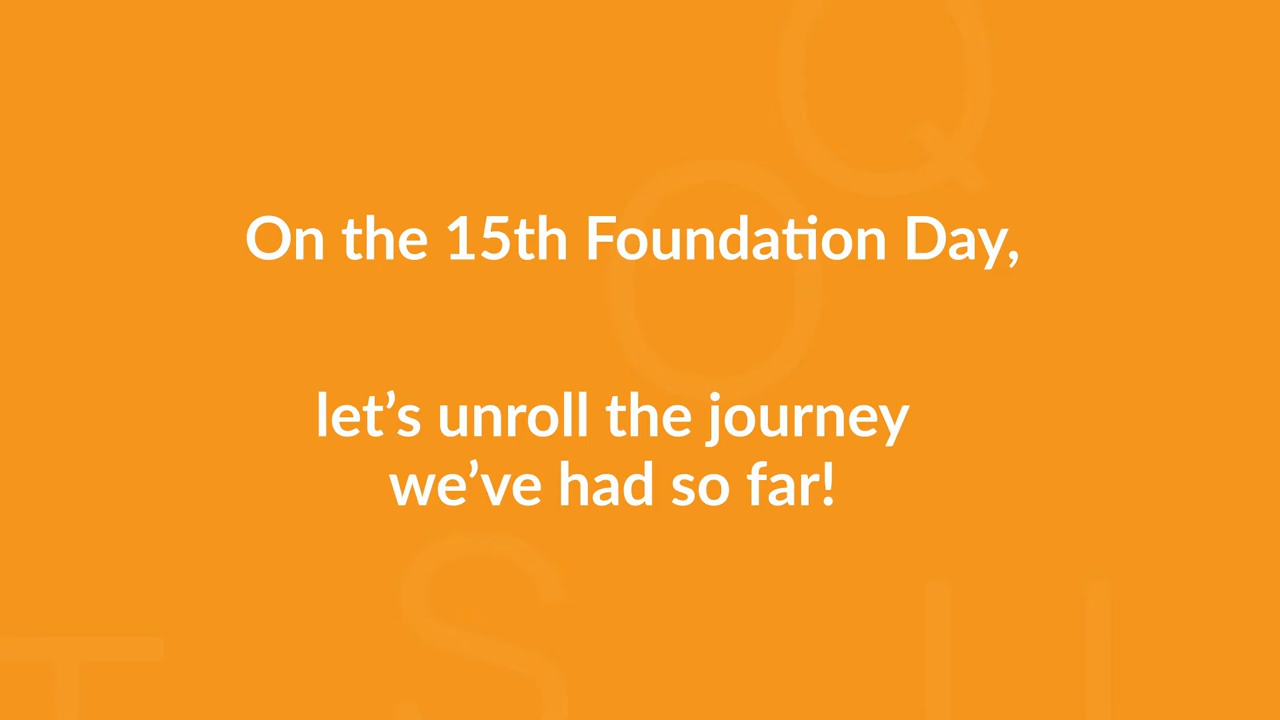 Q
O
On the 15th Foundation Day,
let’s unroll the journey
we’ve had so far!
S
U
T